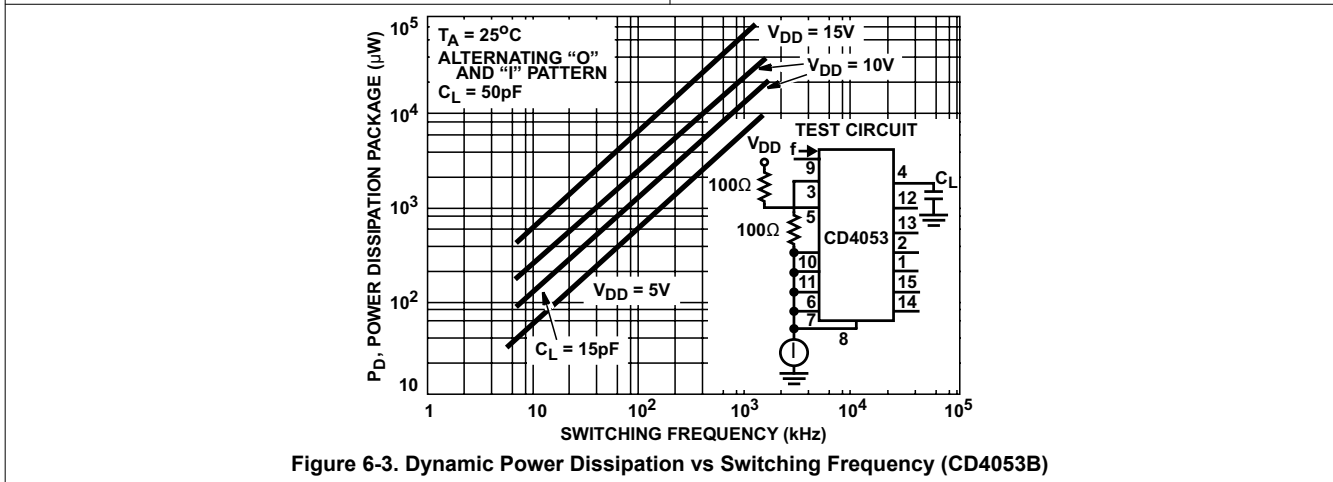 P_D, POWER DISSIPATION PACKAGE (µW)
10^5
10^4
10^3
10^2
10
T_A = 25°C
ALTERNATING “O”
AND “I” PATTERN
C_L = 50pF
V_DD = 15V
V_DD = 10V
V_DD = 5V
C_L = 15pF
TEST CIRCUIT
V_DD
f
100Ω
100Ω
9
3
5
10
11
6
7
8
CD4053
4
12
13
2
1
15
14
C_L
I
1
10
10^2
10^3
10^4
10^5
SWITCHING FREQUENCY (kHz)
Figure 6-3. Dynamic Power Dissipation vs Switching Frequency (CD4053B)